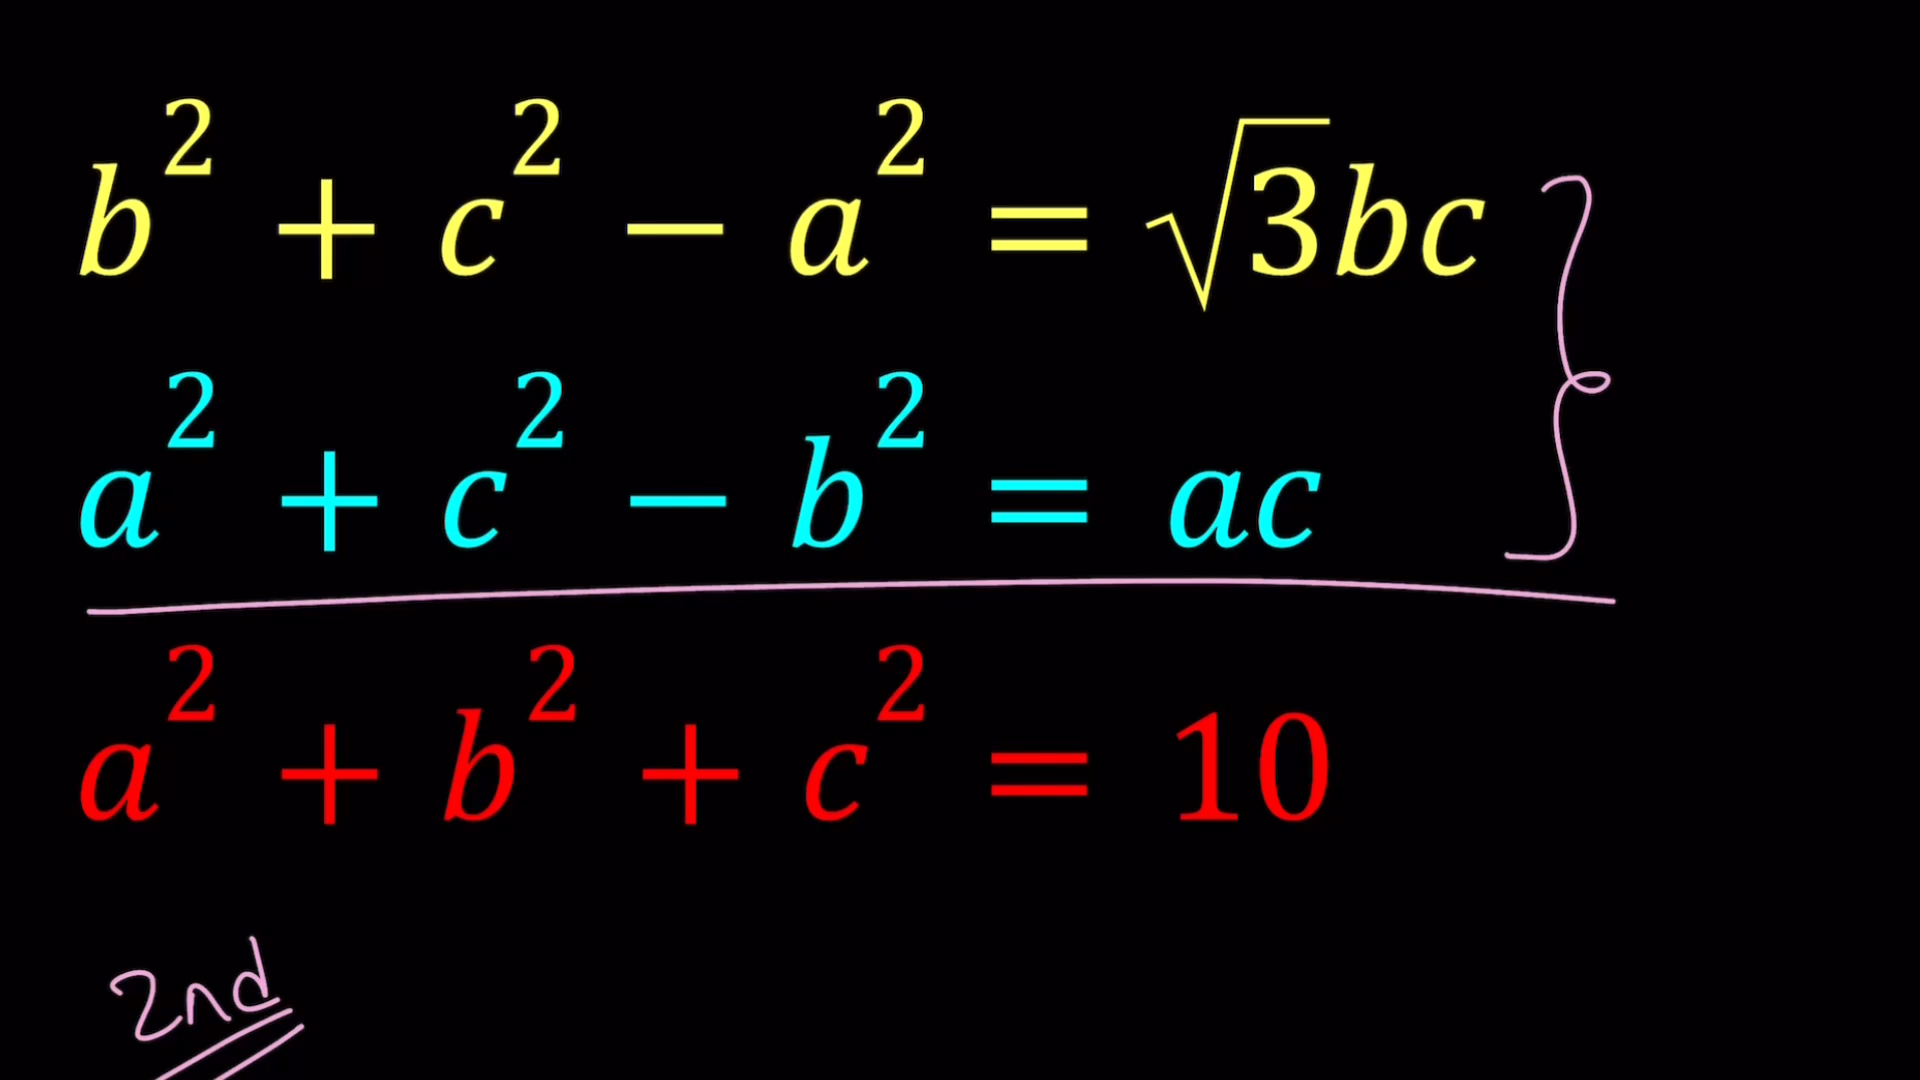 b² + c² − a² = √3bc
a² + c² − b² = ac
a² + b² + c² = 10
2nd